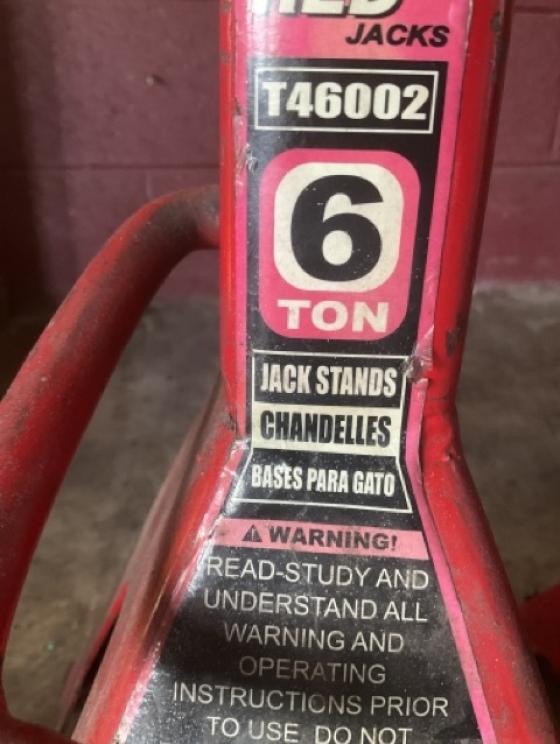 JACKS
T46002
6
TON
JACK STANDS
CHANDELLES
BASES PARA GATO
⚠ WARNING!
READ-STUDY AND
UNDERSTAND ALL
WARNING AND
OPERATING
INSTRUCTIONS PRIOR
TO USE DO NOT